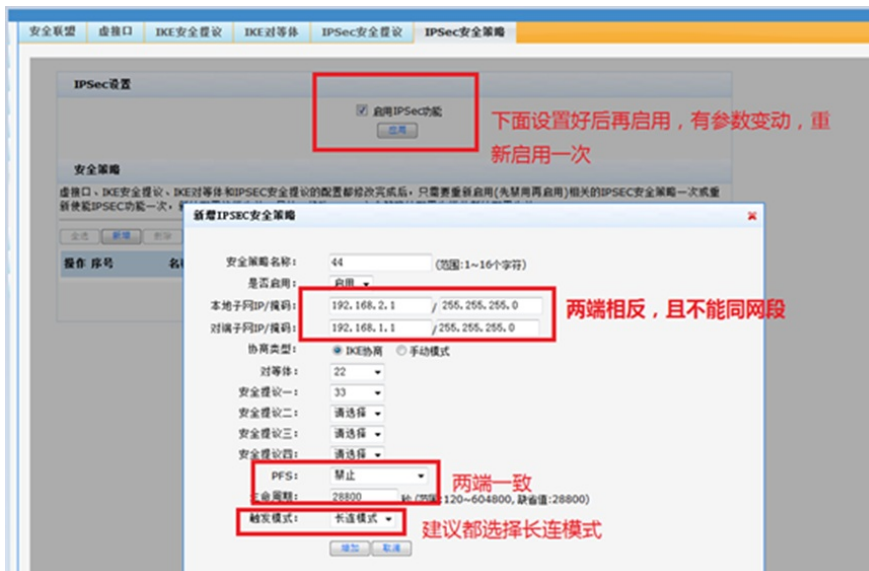 安全联盟 虚接口 IKE安全提议 IKE对等体 IPSec安全提议 IPSec安全策略
IPSec设置
启用IPSec功能
应用
下面设置好后再启用，有参数变动，重
新启用一次
安全策略
虚接口、IKE安全提议、IKE对等体和IPSEC安全提议的配置都修改完成后，只需要重新启用(先禁用再启用)相关的IPSEC安全策略一次或重
新使能IPSEC功能一次，
全选 新增 删除
操作 序号
新增IPSEC安全策略
安全策略名称： 44 (范围:1~16个字符)
是否启用： 启用
本地子网IP/掩码： 192.168.2.1 / 255.255.255.0
两端相反，且不能同网段
对端子网IP/掩码： 192.168.1.1 / 255.255.255.0
协商类型： IKE协商 手动模式
对等体： 22
安全提议一： 33
安全提议二： 请选择
安全提议三： 请选择
安全提议四： 请选择
PFS： 禁止
两端一致
生命周期： 28800 秒 (范围:120~604800, 缺省值:28800)
触发模式： 长连模式
建议都选择长连模式
增加 取消